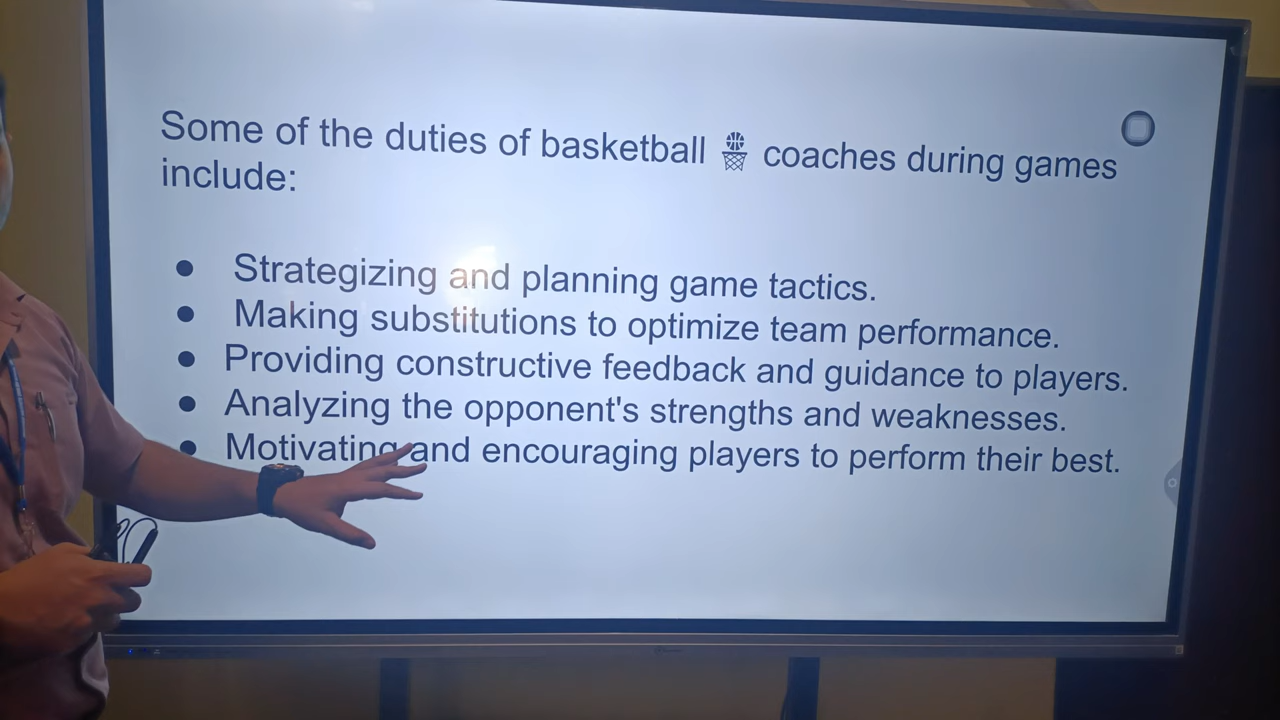 Some of the duties of basketball coaches during games
include:
● Strategizing and planning game tactics.
● Making substitutions to optimize team performance.
● Providing constructive feedback and guidance to players.
● Analyzing the opponent's strengths and weaknesses.
● Motivating and encouraging players to perform their best.